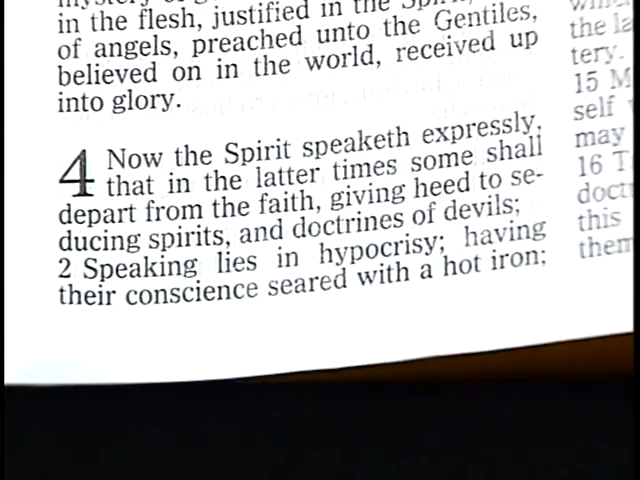 in the flesh, justified in the
of angels, preached unto the Gentiles,
believed on in the world, received up
into glory.
4 Now the Spirit speaketh expressly,
that in the latter times some shall
depart from the faith, giving heed to se-
ducing spirits, and doctrines of devils;
2 Speaking lies in hypocrisy; having
their conscience seared with a hot iron;
the
tery.
15
self
may
16
this